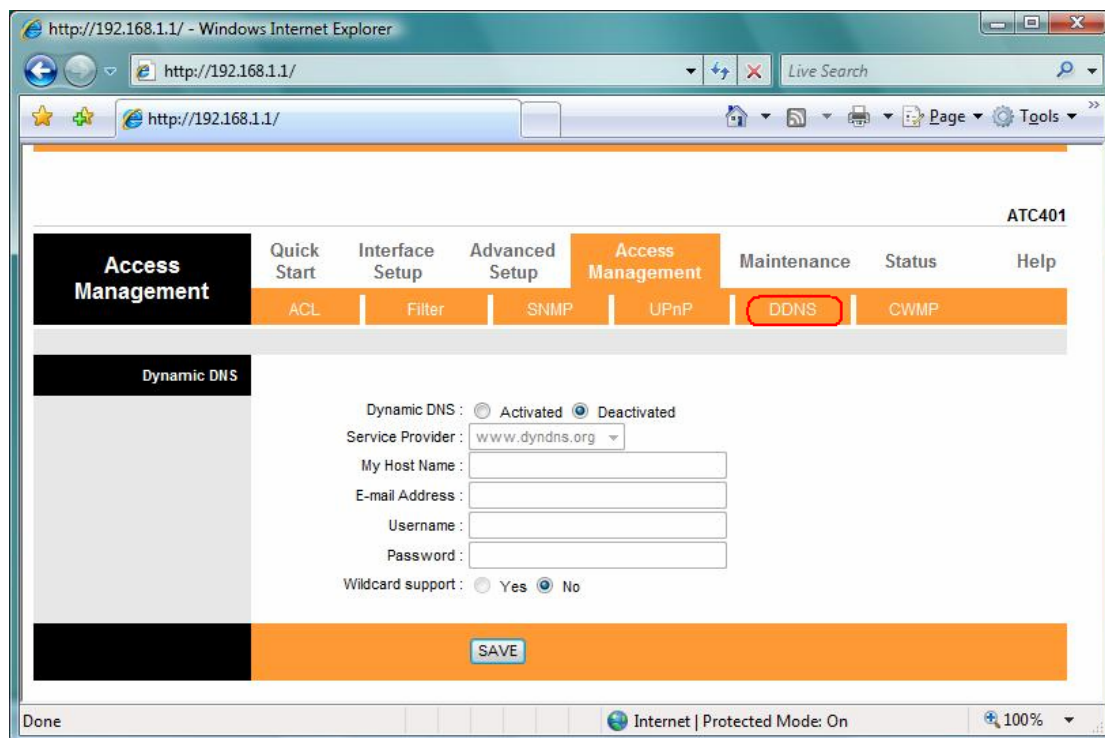 http://192.168.1.1/ - Windows Internet Explorer
http://192.168.1.1/
Live Search
http://192.168.1.1/
Page
Tools
ATC401
Access Management
Quick Start
Interface Setup
Advanced Setup
Access Management
Maintenance
Status
Help
ACL
Filter
SNMP
UPnP
DDNS
CWMP
Dynamic DNS
Dynamic DNS : Activated Deactivated
Service Provider : www.dyndns.org
My Host Name :
E-mail Address :
Username :
Password :
Wildcard support : Yes No
SAVE
Done
Internet | Protected Mode: On
100%